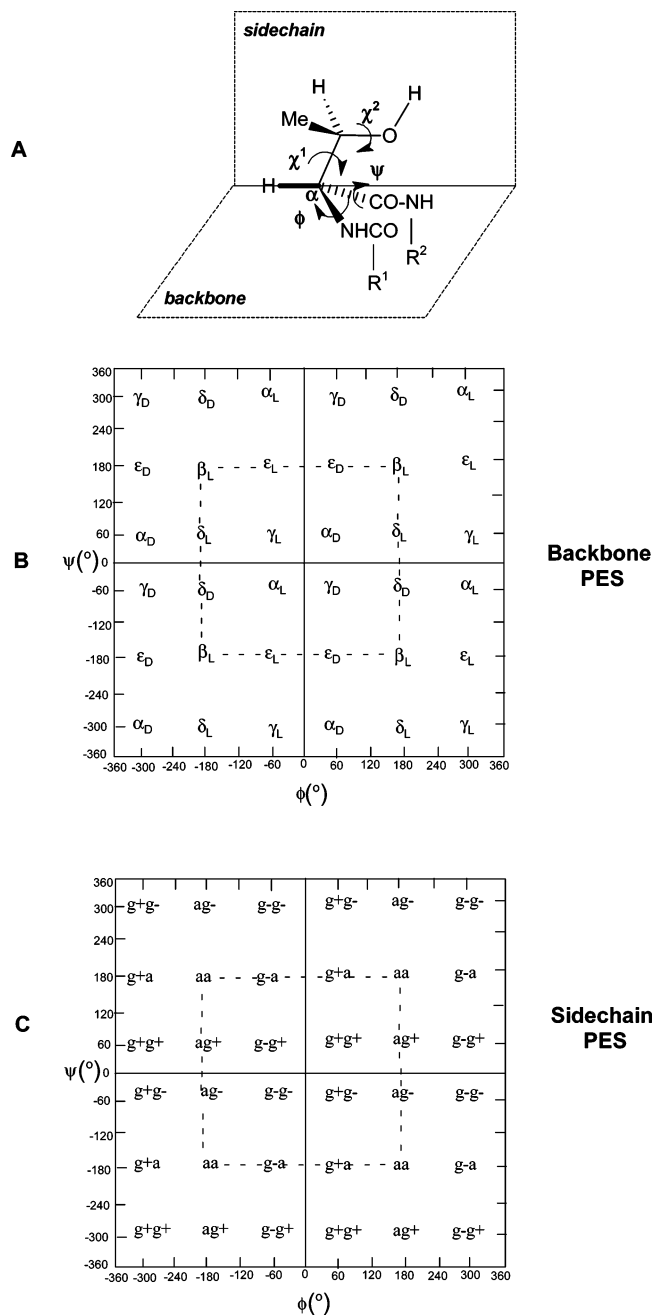 sidechain
H
H
χ²
Me
O
A
χ¹
ψ
H
α
CO-NH
ϕ
NHCO
R²
R¹
backbone
360
300 γD δD αL γD δD αL
240
180 εD βL εL εD βL εL
120
60 αD δL γL αD δL γL
B ψ(°) 0 Backbone
PES
-60 γD δD αL γD δD αL
-120
-180 εD βL εL εD βL εL
-240
-300 αD δL γL αD δL γL
-360
-360 -300 -240 -180 -120 -60 0 60 120 180 240 300 360
ϕ(°)
360
300 g+g- ag- g-g- g+g- ag- g-g-
240
180 g+a aa g-a g+a aa g-a
120
C Sidechain
PES
60 g+g+ ag+ g-g+ g+g+ ag+ g-g+
ψ(°) 0
-60 g+g- ag- g-g- g+g- ag- g-g-
-120
-180 g+a aa g-a g+a aa g-a
-240
-300 g+g+ ag+ g-g+ g+g+ ag+ g-g+
-360
-360 -300 -240 -180 -120 -60 0 60 120 180 240 300 360
ϕ(°)